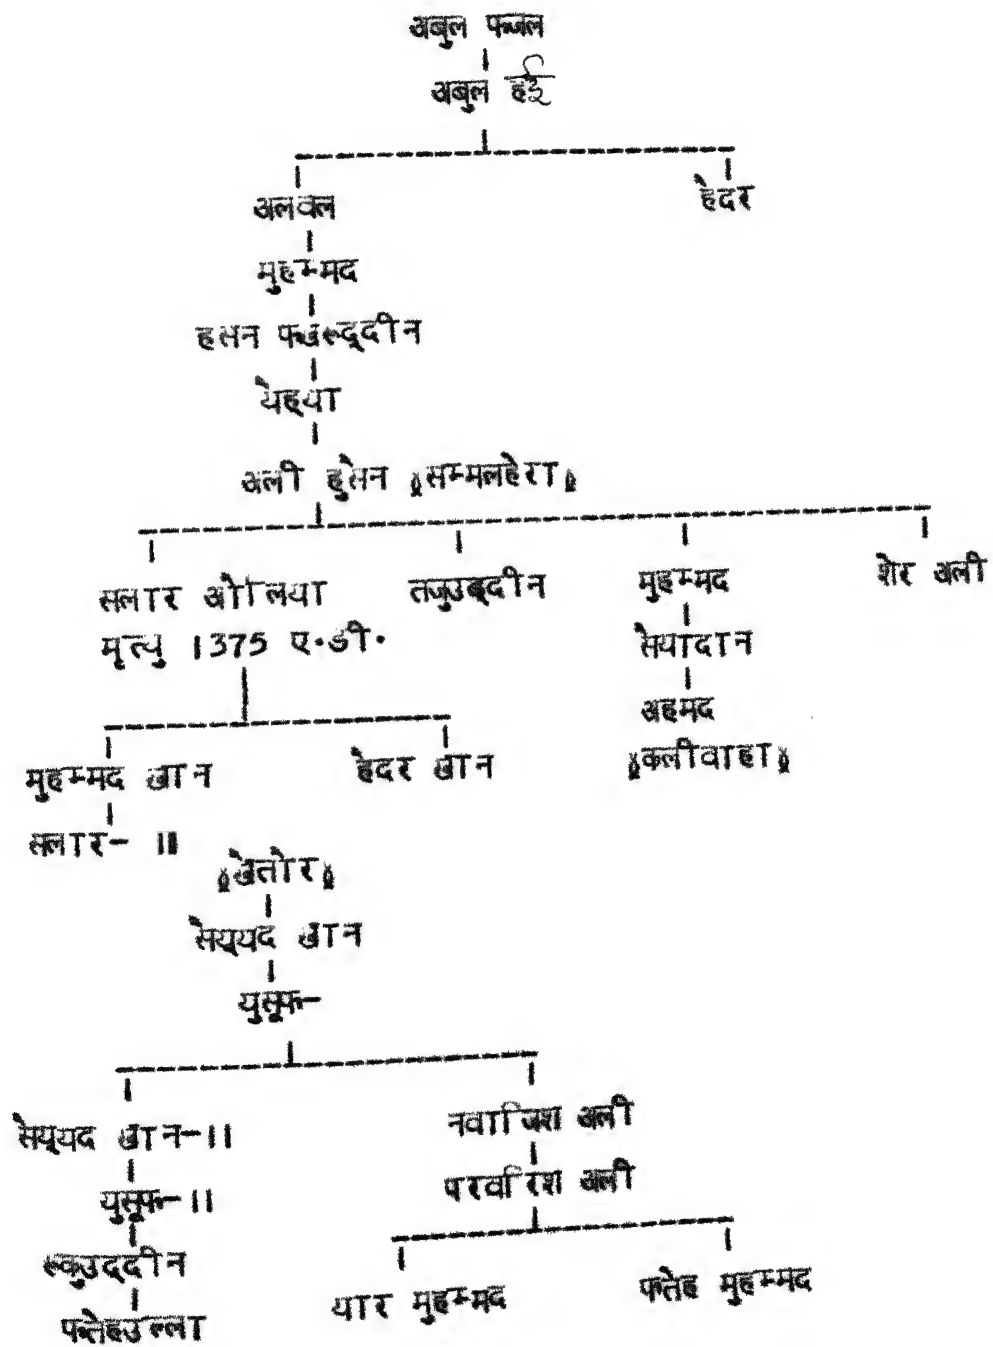 अबुल फजल
अबुल हई
अलवल
हैदर
मुहम्मद
हसन फखरूद्दीन
येहया
अली हुसैन (सम्मलहेरा)
सलार औलिया
तजुउद्दीन
मुहम्मद
शेर अली
मृत्यु 1375 ए.डी.
सैयादान
अहमद
(कलीवाहा)
मुहम्मद खान
हैदर खान
सलार- II
(खैतोर)
सैय्यद खान
युसूफ-
सैय्यद खान-II
नवाजिश अली
युसूफ-II
परवरिश अली
रूकुउद्दीन
फतेहउल्ला
यार मुहम्मद
फतेह मुहम्मद